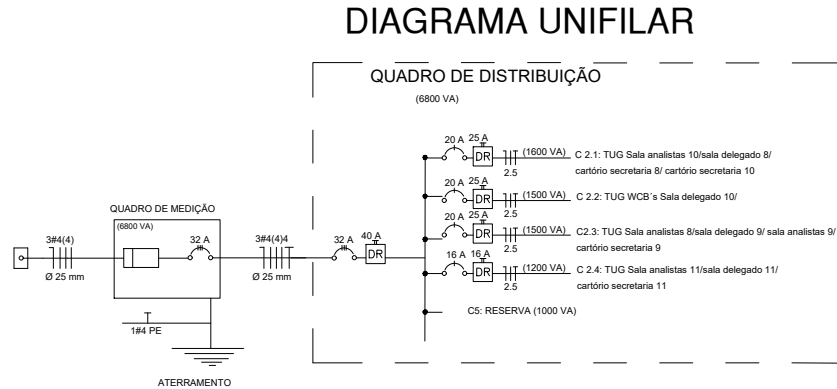 DIAGRAMA UNIFILAR
QUADRO DE DISTRIBUIÇÃO
(6800 VA)
20 A 25 A
DR
(1600 VA)
2.5
C 2.1: TUG Sala analistas 10/sala delegado 8/
cartório secretaria 8/ cartório secretaria 10
20 A 25 A
DR
(1500 VA)
2.5
C 2.2: TUG WCB´s Sala delegado 10/
20 A 25 A
DR
(1500 VA)
2.5
C2.3: TUG Sala analistas 8/sala delegado 9/ sala analistas 9/
cartório secretaria 9
16 A 16 A
DR
(1200 VA)
2.5
C 2.4: TUG Sala analistas 11/sala delegado 11/
cartório secretaria 11
C5: RESERVA (1000 VA)
QUADRO DE MEDIÇÃO
(6800 VA)
32 A
3#4(4)
Ø 25 mm
3#4(4)4
Ø 25 mm
32 A
40 A
DR
1#4 PE
ATERRAMENTO